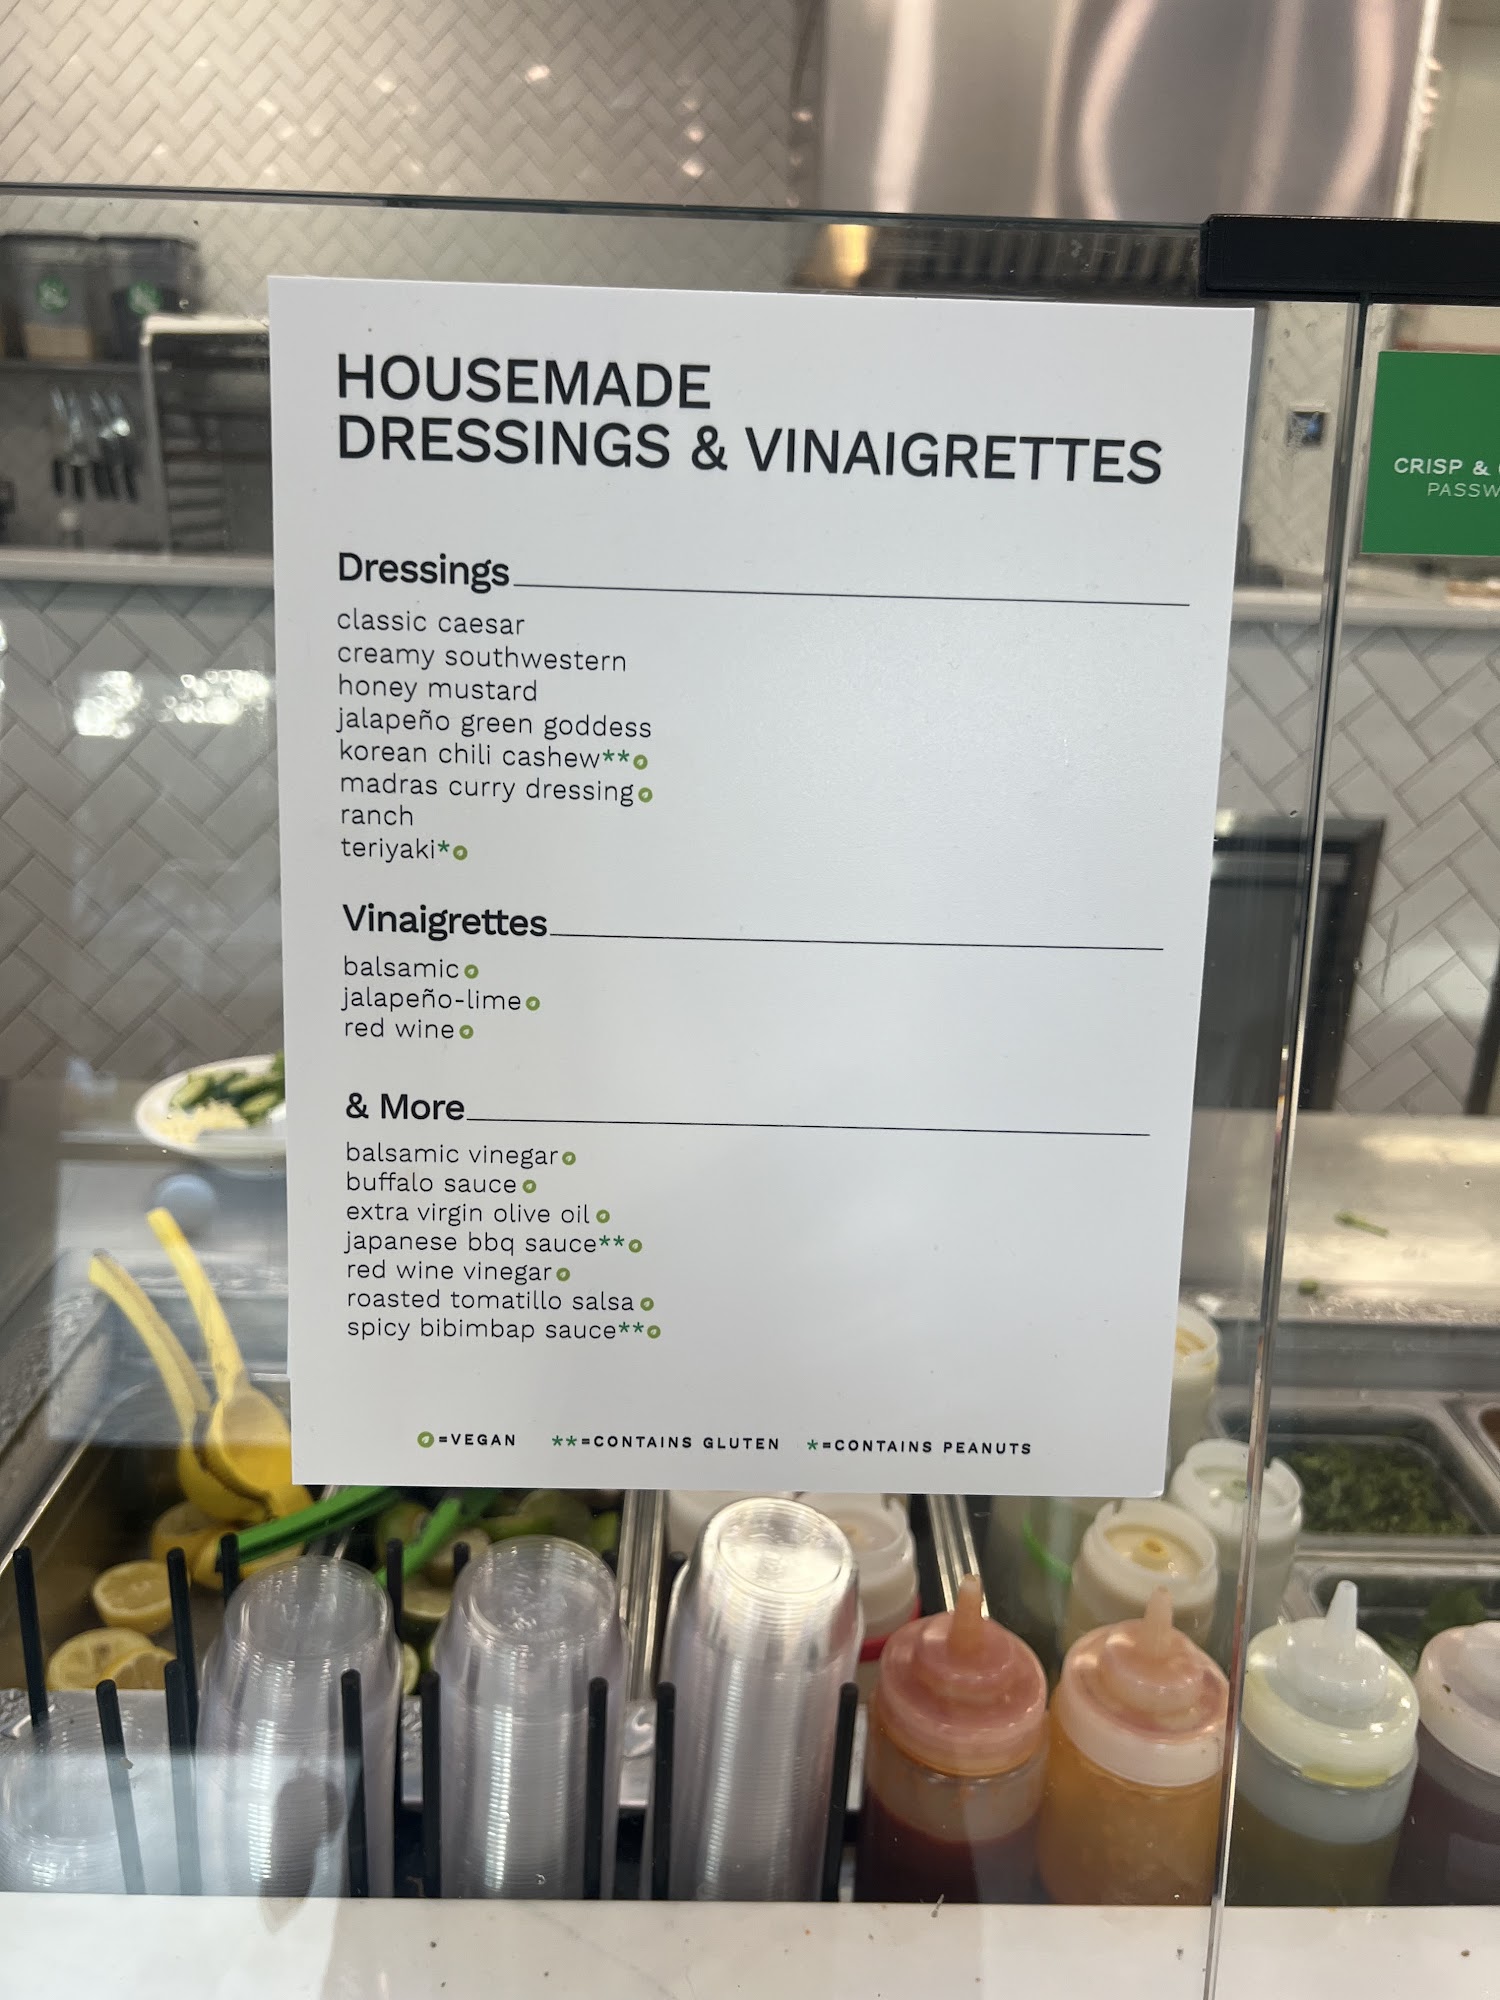 HOUSEMADE
DRESSINGS & VINAIGRETTES
Dressings
classic caesar
creamy southwestern
honey mustard
jalapeño green goddess
korean chili cashew**
madras curry dressing
ranch
teriyaki*
Vinaigrettes
balsamic
jalapeño-lime
red wine
& More
balsamic vinegar
buffalo sauce
extra virgin olive oil
japanese bbq sauce**
red wine vinegar
roasted tomatillo salsa
spicy bibimbap sauce**
=VEGAN **=CONTAINS GLUTEN *=CONTAINS PEANUTS
CRISP &
PASSW